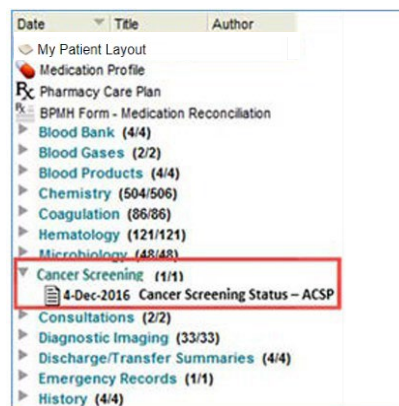 Date Title Author
My Patient Layout
Medication Profile
Rx Pharmacy Care Plan
Rx BPMH Form - Medication Reconciliation
Blood Bank (4/4)
Blood Gases (2/2)
Blood Products (4/4)
Chemistry (504/506)
Coagulation (86/86)
Hematology (121/121)
Microbiology (48/48)
Cancer Screening (1/1)
4-Dec-2016 Cancer Screening Status – ACSP
Consultations (2/2)
Diagnostic Imaging (33/33)
Discharge/Transfer Summaries (4/4)
Emergency Records (1/1)
History (4/4)